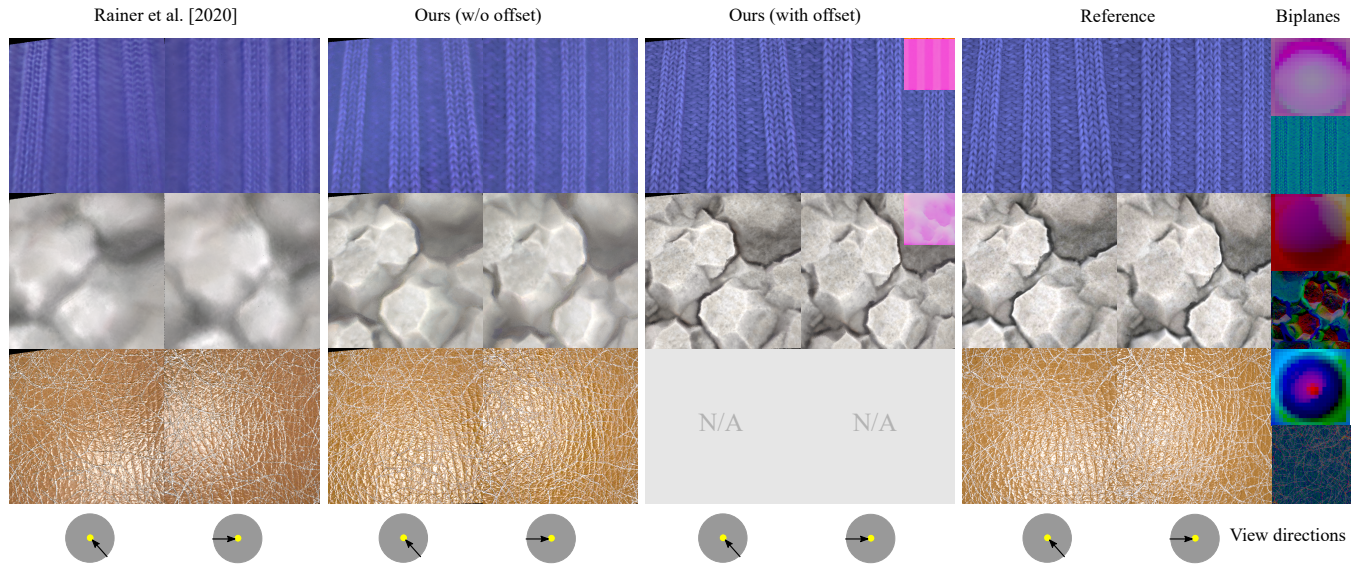 Rainer et al. [2020]
Ours (w/o offset)
Ours (with offset)
Reference
Biplanes
N/A
N/A
View directions